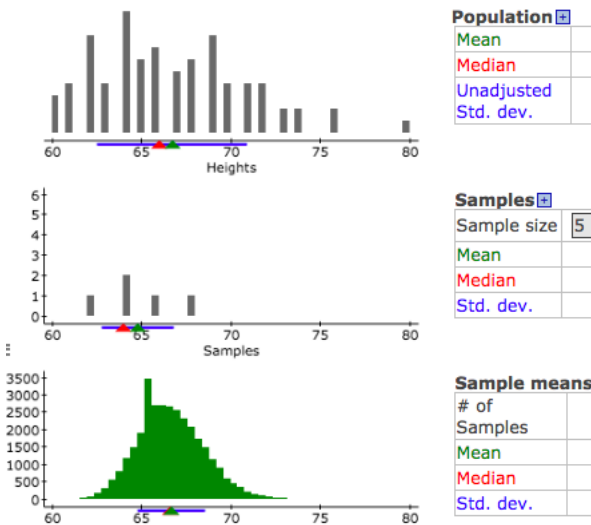 Population +
Mean
Median
Unadjusted
Std. dev.
60 65 70 75 80
Heights
Samples +
Sample size 5
Mean
Median
Std. dev.
6
5
4
3
2
1
0
60 65 70 75 80
Samples
Sample means
# of
Samples
Mean
Median
Std. dev.
3500
3000
2500
2000
1500
1000
500
0
60 65 70 75 80